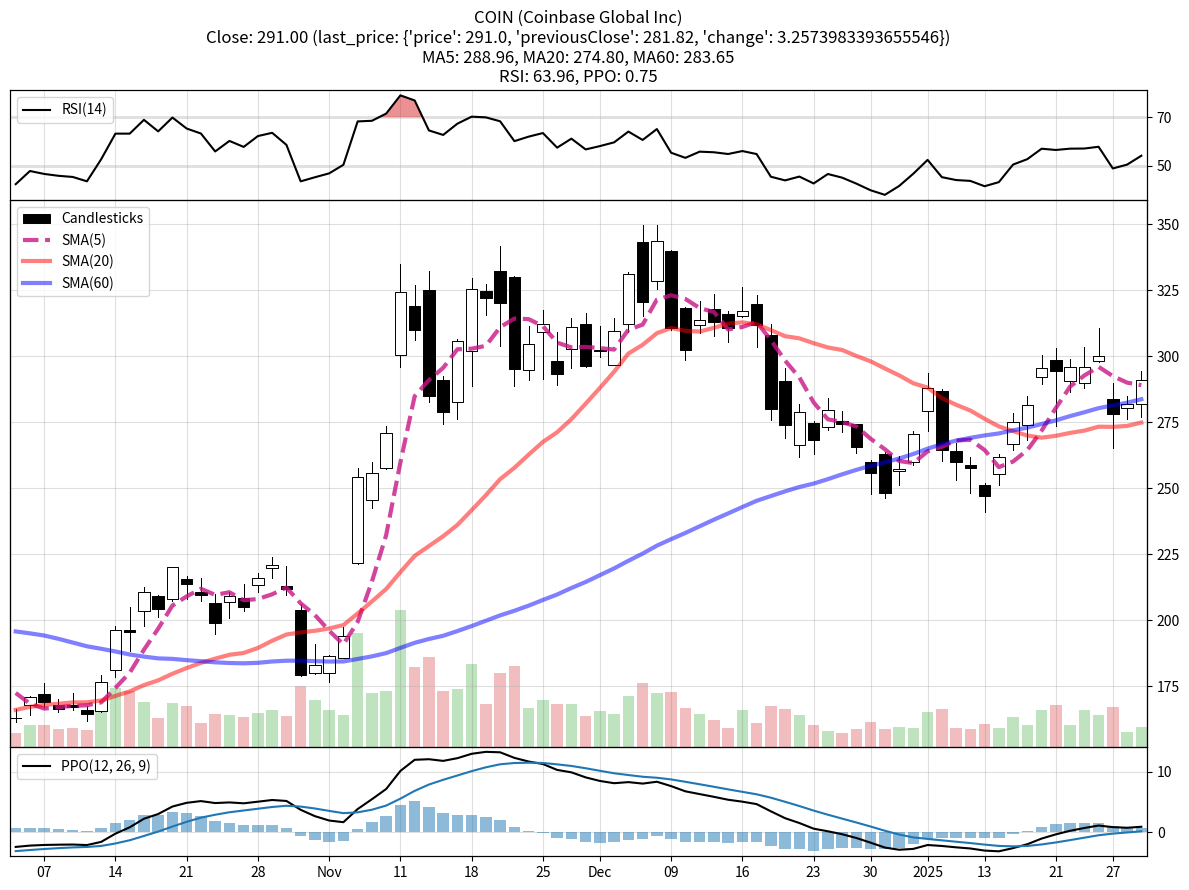 COIN (Coinbase Global Inc)
Close: 291.00 (last_price: {'price': 291.0, 'previousClose': 281.82, 'change': 3.2573983393655546})
MA5: 288.96, MA20: 274.80, MA60: 283.65
RSI: 63.96, PPO: 0.75
RSI(14)
70
50
Candlesticks
SMA(5)
SMA(20)
SMA(60)
350
325
300
275
250
225
200
175
PPO(12, 26, 9)
10
0
07 14 21 28 Nov 11 18 25 Dec 09 16 23 30 2025 13 21 27